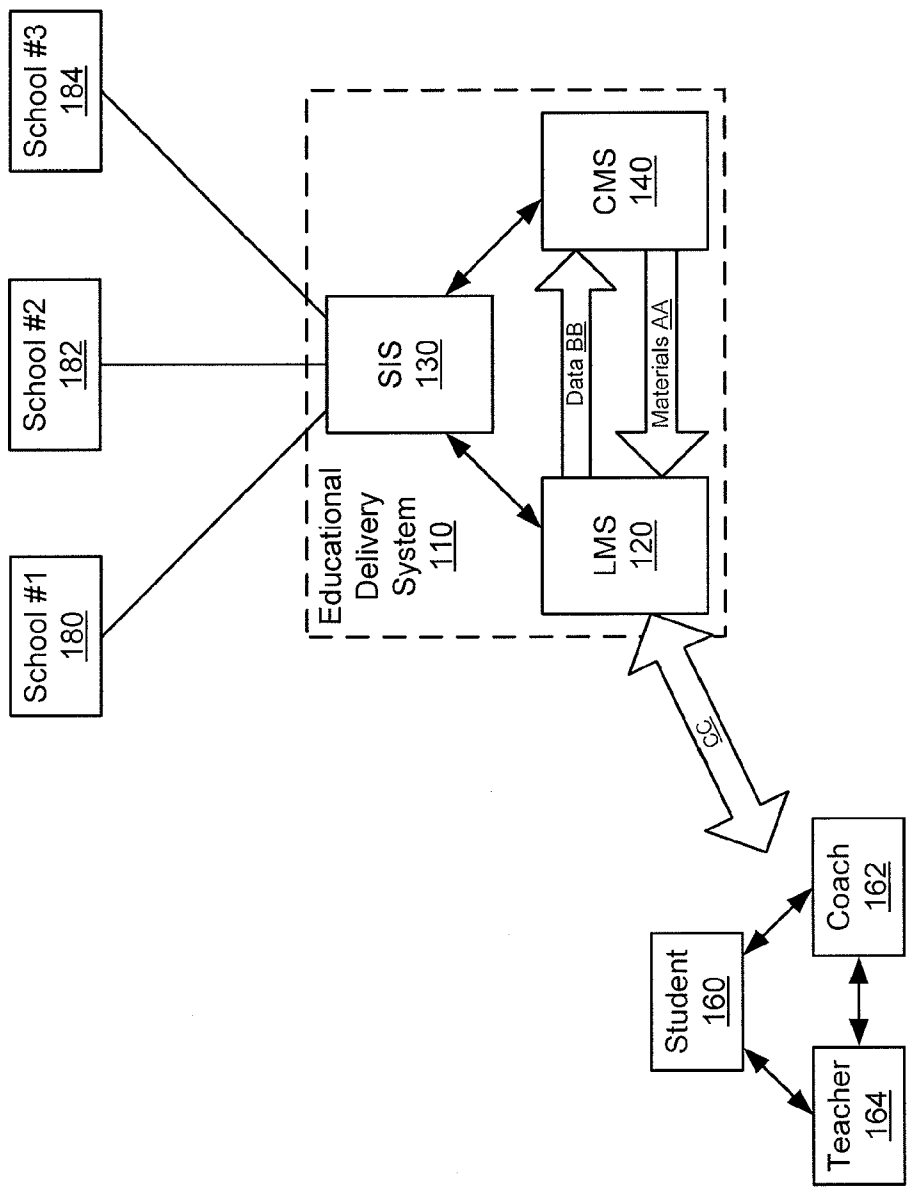 School #1
180
School #2
182
School #3
184
Educational
Delivery
System
110
SIS
130
LMS
120
Data BB
Materials AA
CMS
140
CC
Student
160
Teacher
164
Coach
162